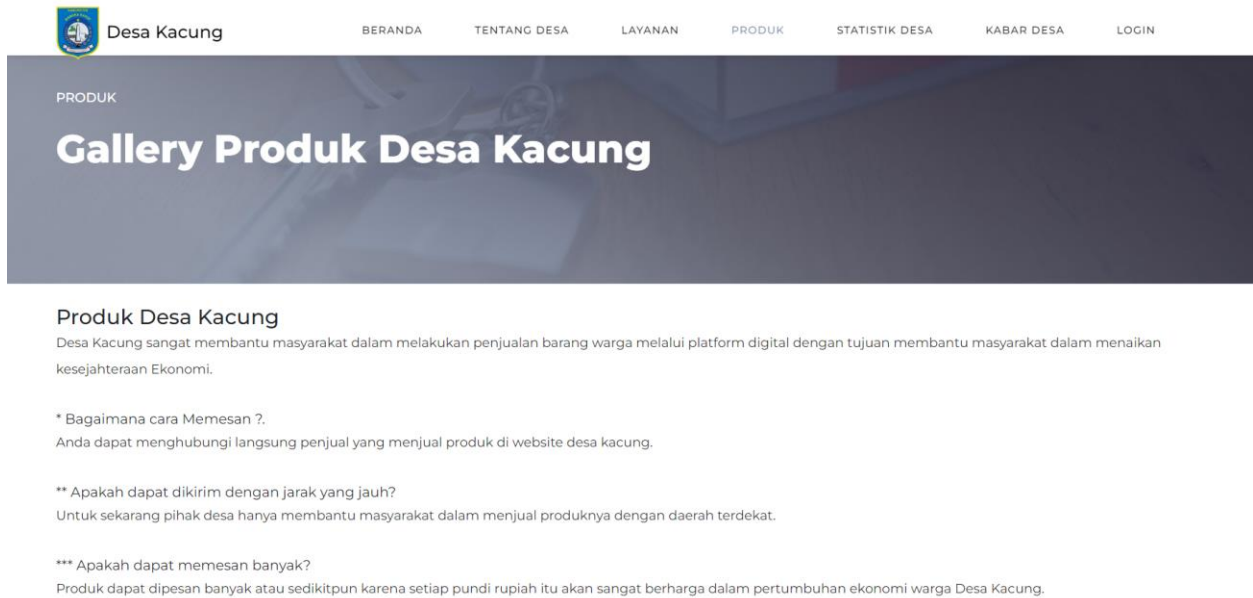 Desa Kacung
BERANDA
TENTANG DESA
LAYANAN
PRODUK
STATISTIK DESA
KABAR DESA
LOGIN
PRODUK
Gallery Produk Desa Kacung
Produk Desa Kacung
Desa Kacung sangat membantu masyarakat dalam melakukan penjualan barang warga melalui platform digital dengan tujuan membantu masyarakat dalam menaikan
kesejahteraan Ekonomi.
* Bagaimana cara Memesan ?.
Anda dapat menghubungi langsung penjual yang menjual produk di website desa kacung.
** Apakah dapat dikirim dengan jarak yang jauh?
Untuk sekarang pihak desa hanya membantu masyarakat dalam menjual produknya dengan daerah terdekat.
*** Apakah dapat memesan banyak?
Produk dapat dipesan banyak atau sedikitpun karena setiap pundi rupiah itu akan sangat berharga dalam pertumbuhan ekonomi warga Desa Kacung.